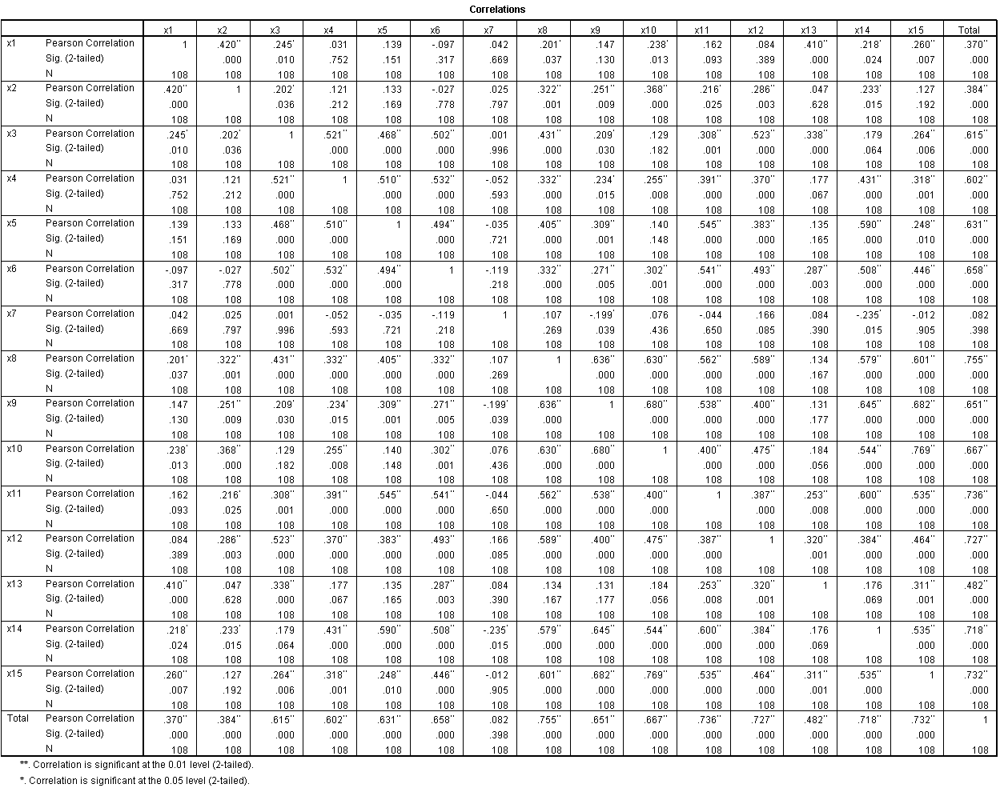 Correlations
x1 x2 x3 x4 x5 x6 x7 x8 x9 x10 x11 x12 x13 x14 x15 Total
x1 Pearson Correlation 1 .420** .245* .031 .139 -.097 .042 .201* .147 .238* .162 .084 .410** .218* .260** .370**
Sig. (2-tailed) .000 .010 .752 .151 .317 .669 .037 .130 .013 .093 .389 .000 .024 .007 .000
N 108 108 108 108 108 108 108 108 108 108 108 108 108 108 108 108
x2 Pearson Correlation .420** 1 .202* .121 .133 -.027 .025 .322** .251** .368** .216* .286** .047 .233* .127 .384**
Sig. (2-tailed) .000 .036 .212 .169 .778 .797 .001 .009 .000 .025 .003 .628 .015 .192 .000
N 108 108 108 108 108 108 108 108 108 108 108 108 108 108 108 108
x3 Pearson Correlation .245* .202* 1 .521** .468** .502** .001 .431** .209* .129 .308** .523** .338** .179 .264** .615**
Sig. (2-tailed) .010 .036 .000 .000 .000 .996 .000 .030 .182 .001 .000 .000 .064 .006 .000
N 108 108 108 108 108 108 108 108 108 108 108 108 108 108 108 108
x4 Pearson Correlation .031 .121 .521** 1 .510** .532** -.052 .332** .234* .255** .391** .370** .177 .431** .318** .602**
Sig. (2-tailed) .752 .212 .000 .000 .000 .593 .000 .015 .008 .000 .000 .067 .000 .001 .000
N 108 108 108 108 108 108 108 108 108 108 108 108 108 108 108 108
x5 Pearson Correlation .139 .133 .468** .510** 1 .494** -.035 .405** .309** .140 .545** .383** .135 .590** .248** .631**
Sig. (2-tailed) .151 .169 .000 .000 .000 .721 .000 .001 .148 .000 .000 .165 .000 .010 .000
N 108 108 108 108 108 108 108 108 108 108 108 108 108 108 108 108
x6 Pearson Correlation -.097 -.027 .502** .532** .494** 1 -.119 .332** .271** .302** .541** .493** .287** .508** .446** .658**
Sig. (2-tailed) .317 .778 .000 .000 .000 .218 .000 .005 .001 .000 .000 .003 .000 .000 .000
N 108 108 108 108 108 108 108 108 108 108 108 108 108 108 108 108
x7 Pearson Correlation .042 .025 .001 -.052 -.035 -.119 1 .107 -.199* .076 -.044 .166 .084 -.235* -.012 .082
Sig. (2-tailed) .669 .797 .996 .593 .721 .218 .269 .039 .436 .650 .085 .390 .015 .905 .398
N 108 108 108 108 108 108 108 108 108 108 108 108 108 108 108 108
x8 Pearson Correlation .201* .322** .431** .332** .405** .332** .107 1 .636** .630** .562** .589** .134 .579** .601** .755**
Sig. (2-tailed) .037 .001 .000 .000 .000 .000 .269 .000 .000 .000 .000 .167 .000 .000 .000
N 108 108 108 108 108 108 108 108 108 108 108 108 108 108 108 108
x9 Pearson Correlation .147 .251** .209* .234* .309** .271** -.199* .636** 1 .680** .538** .400** .131 .645** .682** .651**
Sig. (2-tailed) .130 .009 .030 .015 .001 .005 .039 .000 .000 .000 .000 .177 .000 .000 .000
N 108 108 108 108 108 108 108 108 108 108 108 108 108 108 108 108
x10 Pearson Correlation .238* .368** .129 .255** .140 .302** .076 .630** .680** 1 .400** .475** .184 .544** .769** .667**
Sig. (2-tailed) .013 .000 .182 .008 .148 .001 .436 .000 .000 .000 .000 .056 .000 .000 .000
N 108 108 108 108 108 108 108 108 108 108 108 108 108 108 108 108
x11 Pearson Correlation .162 .216* .308** .391** .545** .541** -.044 .562** .538** .400** 1 .387** .253** .600** .535** .736**
Sig. (2-tailed) .093 .025 .001 .000 .000 .000 .650 .000 .000 .000 .000 .008 .000 .000 .000
N 108 108 108 108 108 108 108 108 108 108 108 108 108 108 108 108
x12 Pearson Correlation .084 .286** .523** .370** .383** .493** .166 .589** .400** .475** .387** 1 .320** .384** .464** .727**
Sig. (2-tailed) .389 .003 .000 .000 .000 .000 .085 .000 .000 .000 .000 .001 .000 .000 .000
N 108 108 108 108 108 108 108 108 108 108 108 108 108 108 108 108
x13 Pearson Correlation .410** .047 .338** .177 .135 .287** .084 .134 .131 .184 .253** .320** 1 .176 .311** .482**
Sig. (2-tailed) .000 .628 .000 .067 .165 .003 .390 .167 .177 .056 .008 .001 .069 .001 .000
N 108 108 108 108 108 108 108 108 108 108 108 108 108 108 108 108
x14 Pearson Correlation .218* .233* .179 .431** .590** .508** -.235* .579** .645** .544** .600** .384** .176 1 .535** .718**
Sig. (2-tailed) .024 .015 .064 .000 .000 .000 .015 .000 .000 .000 .000 .000 .069 .000 .000
N 108 108 108 108 108 108 108 108 108 108 108 108 108 108 108 108
x15 Pearson Correlation .260** .127 .264** .318** .248** .446** -.012 .601** .682** .769** .535** .464** .311** .535** 1 .732**
Sig. (2-tailed) .007 .192 .006 .001 .010 .000 .905 .000 .000 .000 .000 .000 .001 .000 .000
N 108 108 108 108 108 108 108 108 108 108 108 108 108 108 108 108
Total Pearson Correlation .370** .384** .615** .602** .631** .658** .082 .755** .651** .667** .736** .727** .482** .718** .732** 1
Sig. (2-tailed) .000 .000 .000 .000 .000 .000 .398 .000 .000 .000 .000 .000 .000 .000 .000
N 108 108 108 108 108 108 108 108 108 108 108 108 108 108 108 108
**. Correlation is significant at the 0.01 level (2-tailed).
*. Correlation is significant at the 0.05 level (2-tailed).